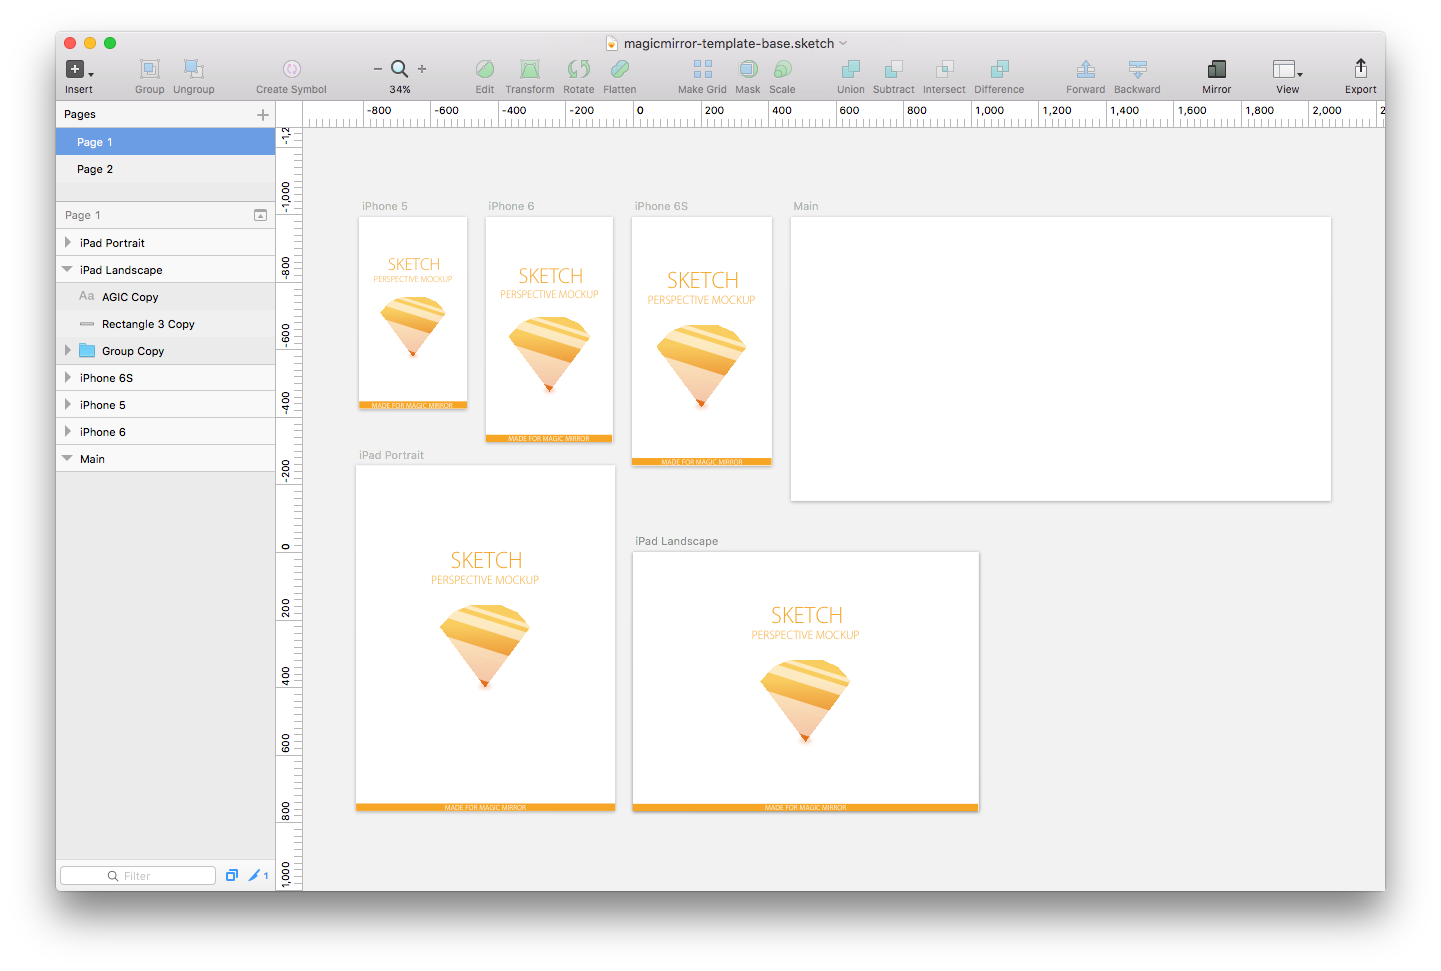 magicmirror-template-base.sketch
Insert Group Ungroup Create Symbol 34% Edit Transform Rotate Flatten Make Grid Mask Scale Union Subtract Intersect Difference Forward Backward Mirror View Export
Pages
-800 -600 -400 -200 0 200 400 600 800 1,000 1,200 1,400 1,600 1,800 2,000 2
Page 1
Page 2
Page 1
iPad Portrait
iPad Landscape
Aa AGIC Copy
Rectangle 3 Copy
Group Copy
iPhone 6S
iPhone 5
iPhone 6
Main
Filter
1
-1,2
-1,000
-800
-600
-400
-200
0
200
400
600
800
1,000
iPhone 5
SKETCH
PERSPECTIVE MOCKUP
MADE FOR MAGIC MIRROR
iPhone 6
SKETCH
PERSPECTIVE MOCKUP
MADE FOR MAGIC MIRROR
iPhone 6S
SKETCH
PERSPECTIVE MOCKUP
MADE FOR MAGIC MIRROR
Main
iPad Portrait
SKETCH
PERSPECTIVE MOCKUP
MADE FOR MAGIC MIRROR
iPad Landscape
SKETCH
PERSPECTIVE MOCKUP
MADE FOR MAGIC MIRROR